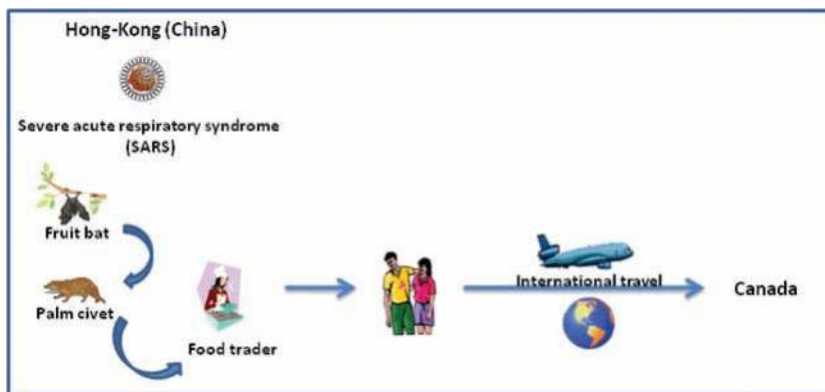 Hong-Kong (China)
Severe acute respiratory syndrome
(SARS)
Fruit bat
Palm civet
Food trader
International travel
Canada